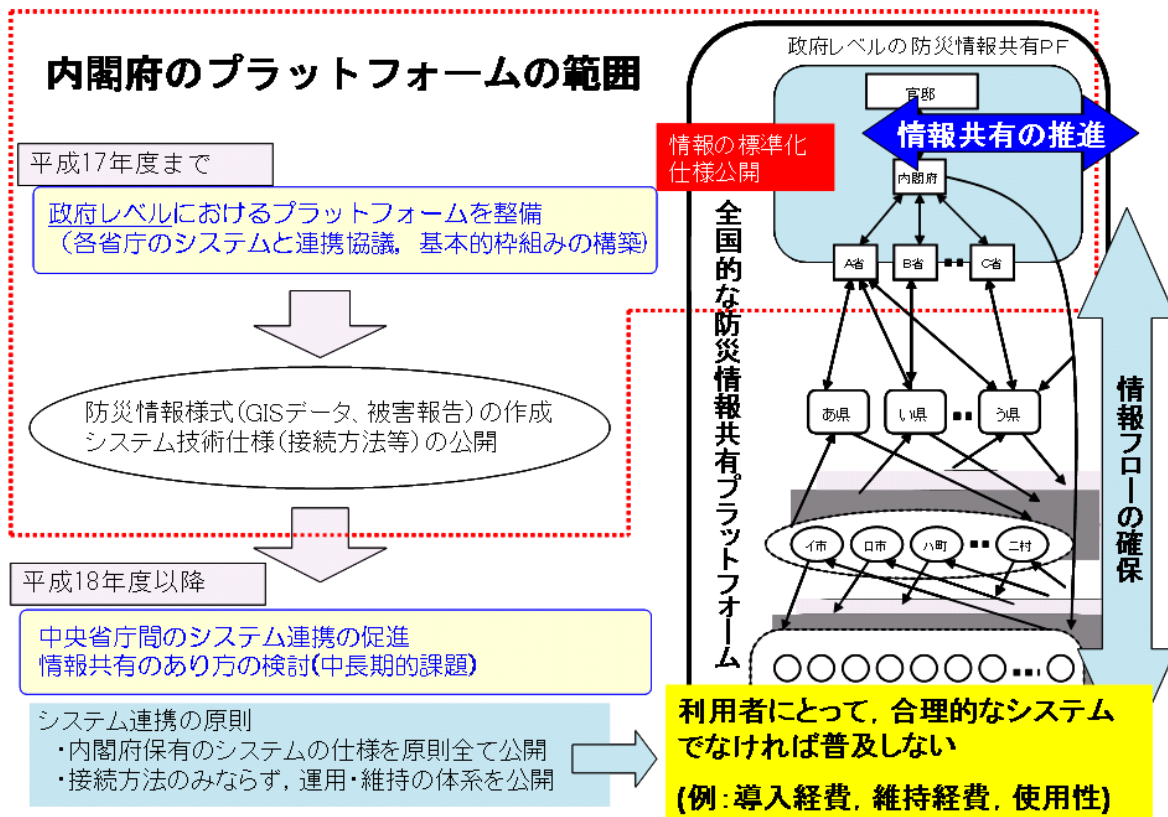 内閣府のプラットフォームの範囲
平成17年度まで
政府レベルにおけるプラットフォームを整備
（各省庁のシステムと連携協議，基本的枠組みの構築）
防災情報様式(GISデータ、被害報告)の作成
システム技術仕様(接続方法等)の公開
平成18年度以降
中央省庁間のシステム連携の促進
情報共有のあり方の検討(中長期的課題)
システム連携の原則
・内閣府保有のシステムの仕様を原則全て公開
・接続方法のみならず，運用・維持の体系を公開
政府レベルの防災情報共有PF
官邸
情報共有の推進
情報の標準化
仕様公開
内閣府
A省
B省
C省
全国的な防災情報共有プラットフォーム
あ県
い県
う県
イ市
ロ市
ハ町
ニ村
情報フローの確保
利用者にとって，合理的なシステム
でなければ普及しない
(例：導入経費，維持経費，使用性)